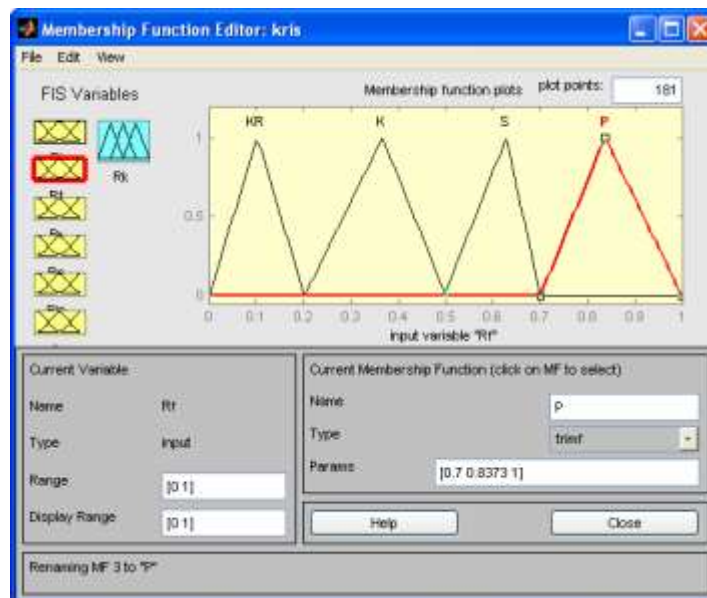 Membership Function Editor: kris
File Edit View
FIS Variables
Membership function plots plot points: 181
Rk
Rf
KR K S P
1
0.5
0
0 0.1 0.2 0.3 0.4 0.5 0.6 0.7 0.8 0.9 1
input variable "Rf"
Current Variable
Name Rf
Type input
Range [0 1]
Display Range [0 1]
Current Membership Function (click on MF to select)
Name P
Type trimf
Params [0.7 0.8373 1]
Help Close
Renaming MF 3 to "P"